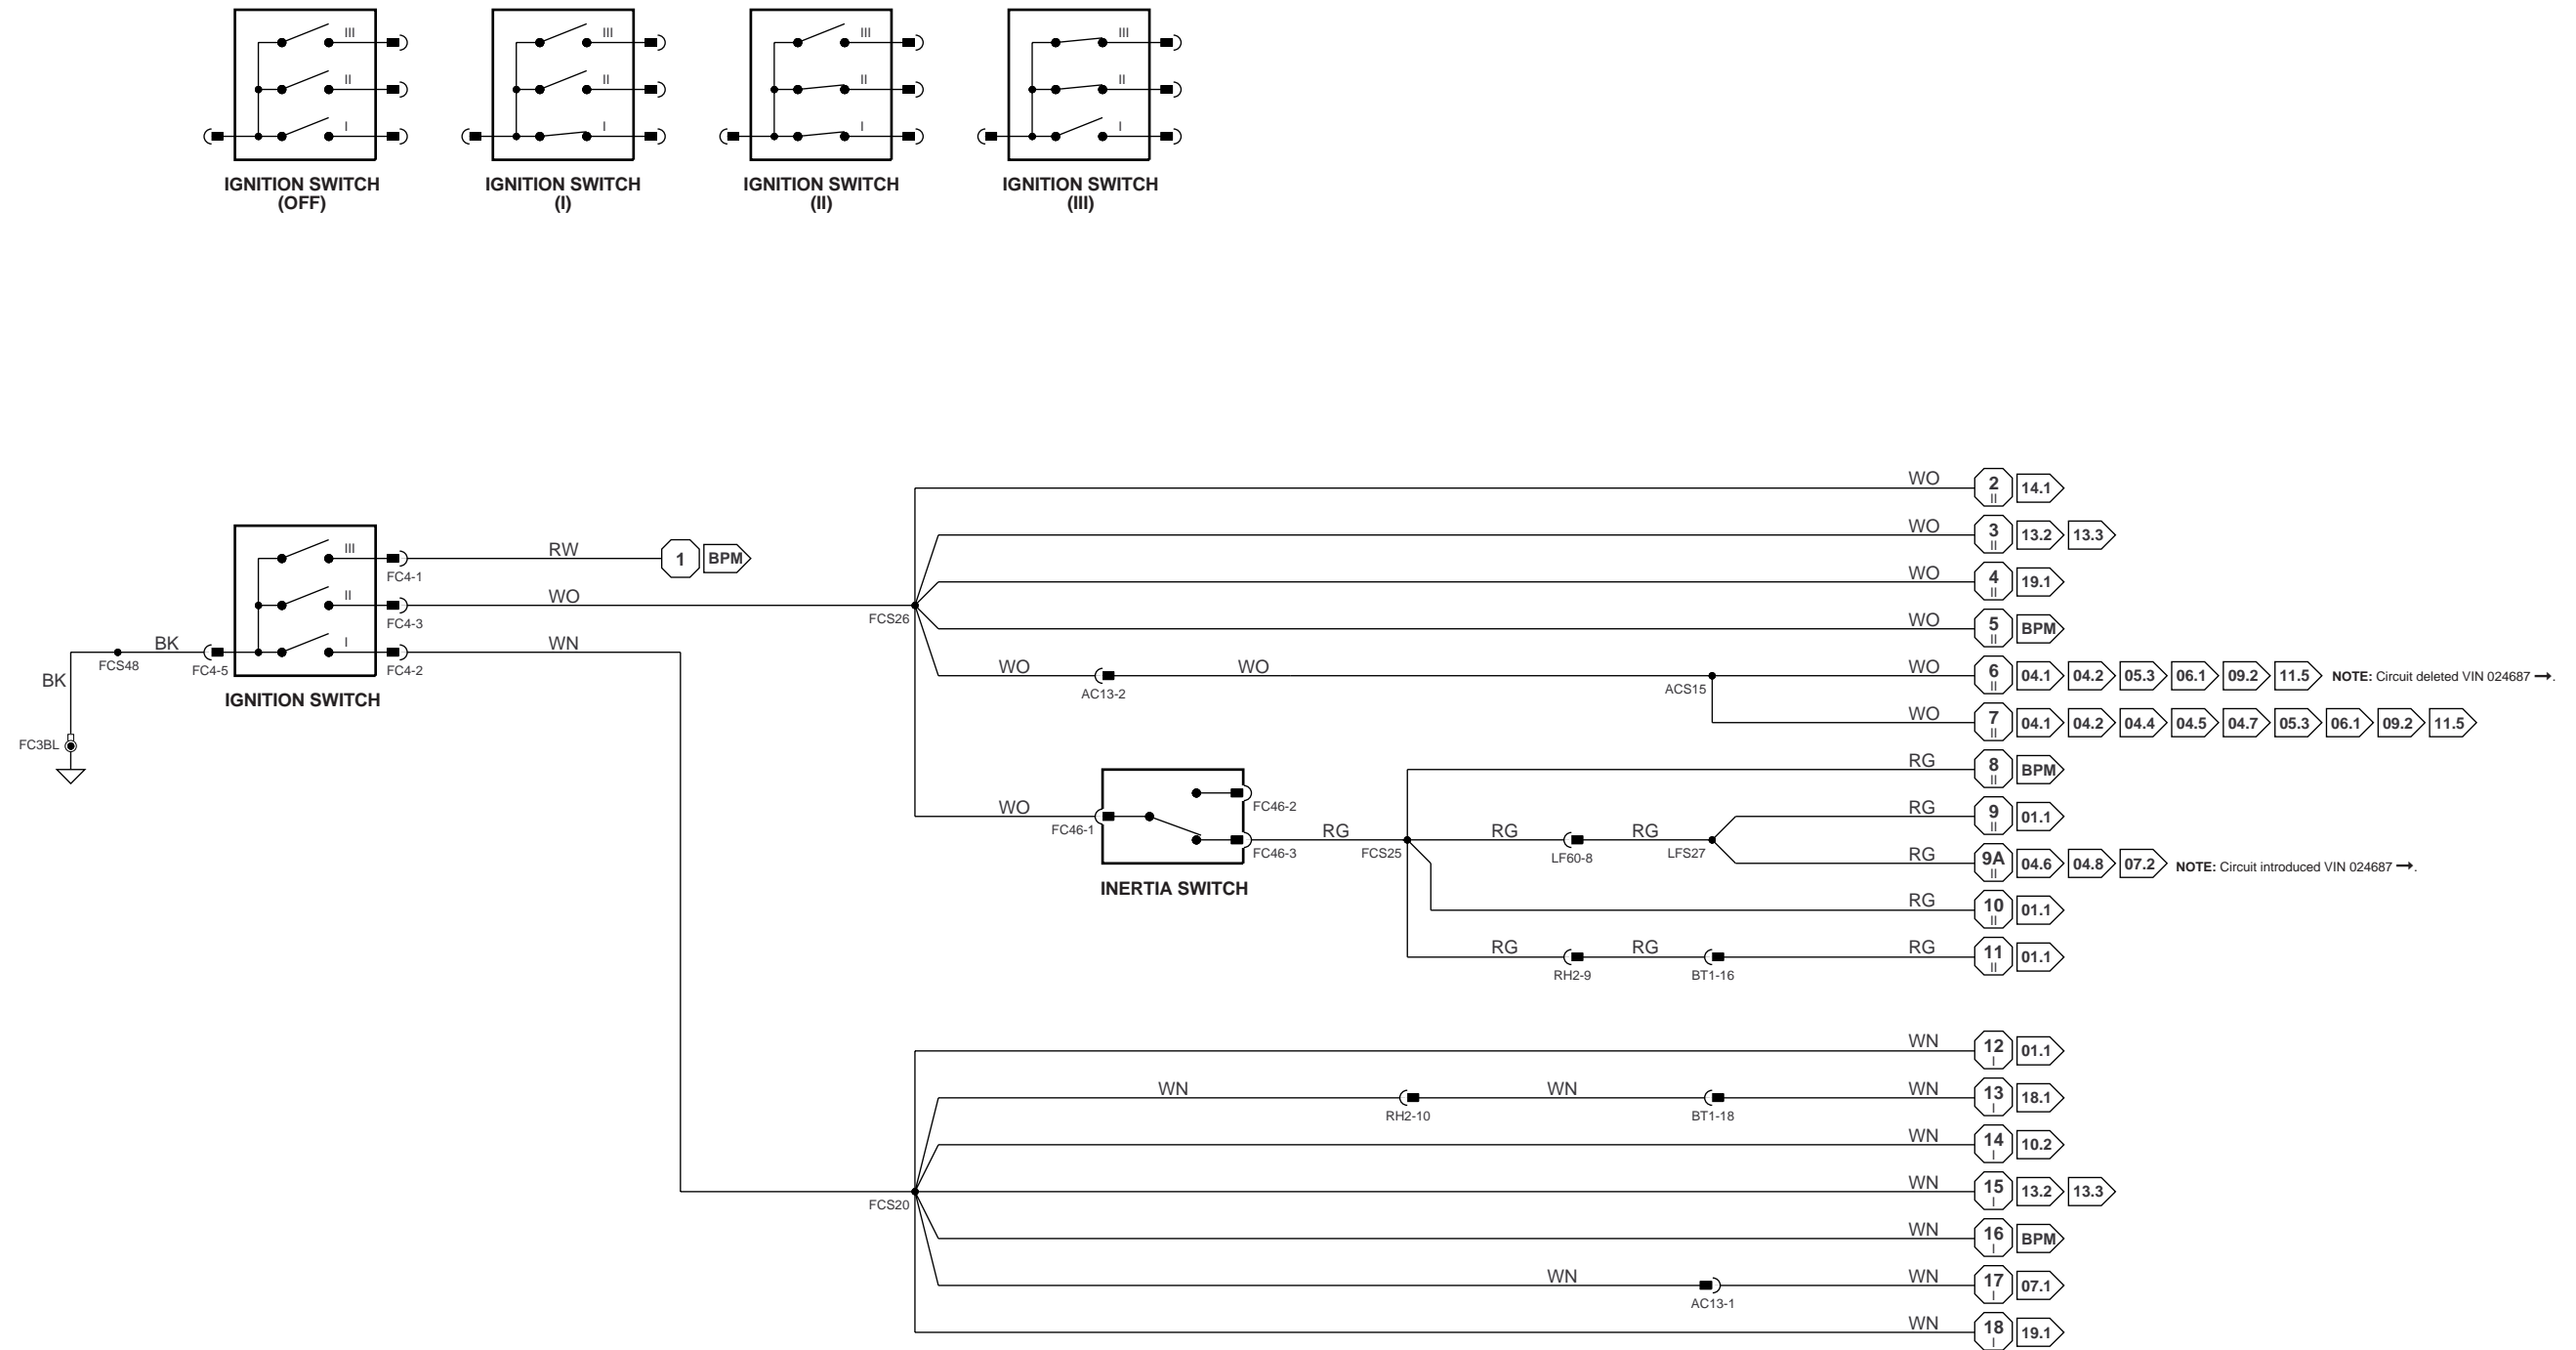 III
II
I
IGNITION SWITCH
(OFF)
III
II
I
IGNITION SWITCH
(I)
III
II
I
IGNITION SWITCH
(II)
III
II
I
IGNITION SWITCH
(III)
III
FC4-1
RW
1 BPM
II
FC4-3
WO
FCS26
I
FC4-2
WN
BK
FCS48
BK
FC4-5
FC3BL
IGNITION SWITCH
WO 2 II 14.1
WO 3 II 13.2 13.3
WO 4 II 19.1
WO 5 II BPM
WO AC13-2 WO ACS15 WO 6 II 04.1 04.2 05.3 06.1 09.2 11.5 NOTE: Circuit deleted VIN 024687 →.
WO 7 II 04.1 04.2 04.4 04.5 04.7 05.3 06.1 09.2 11.5
RG 8 II BPM
WO FC46-1
FC46-2
FC46-3
INERTIA SWITCH
RG FCS25 RG LF60-8 RG LFS27
RG 9 II 01.1
RG 9A II 04.6 04.8 07.2 NOTE: Circuit introduced VIN 024687 →.
RG 10 II 01.1
RG RH2-9 RG BT1-16 RG 11 II 01.1
FCS20
WN 12 I 01.1
WN RH2-10 WN BT1-18 WN 13 I 18.1
WN 14 I 10.2
WN 15 I 13.2 13.3
WN 16 I BPM
WN AC13-1 WN 17 I 07.1
WN 18 I 19.1